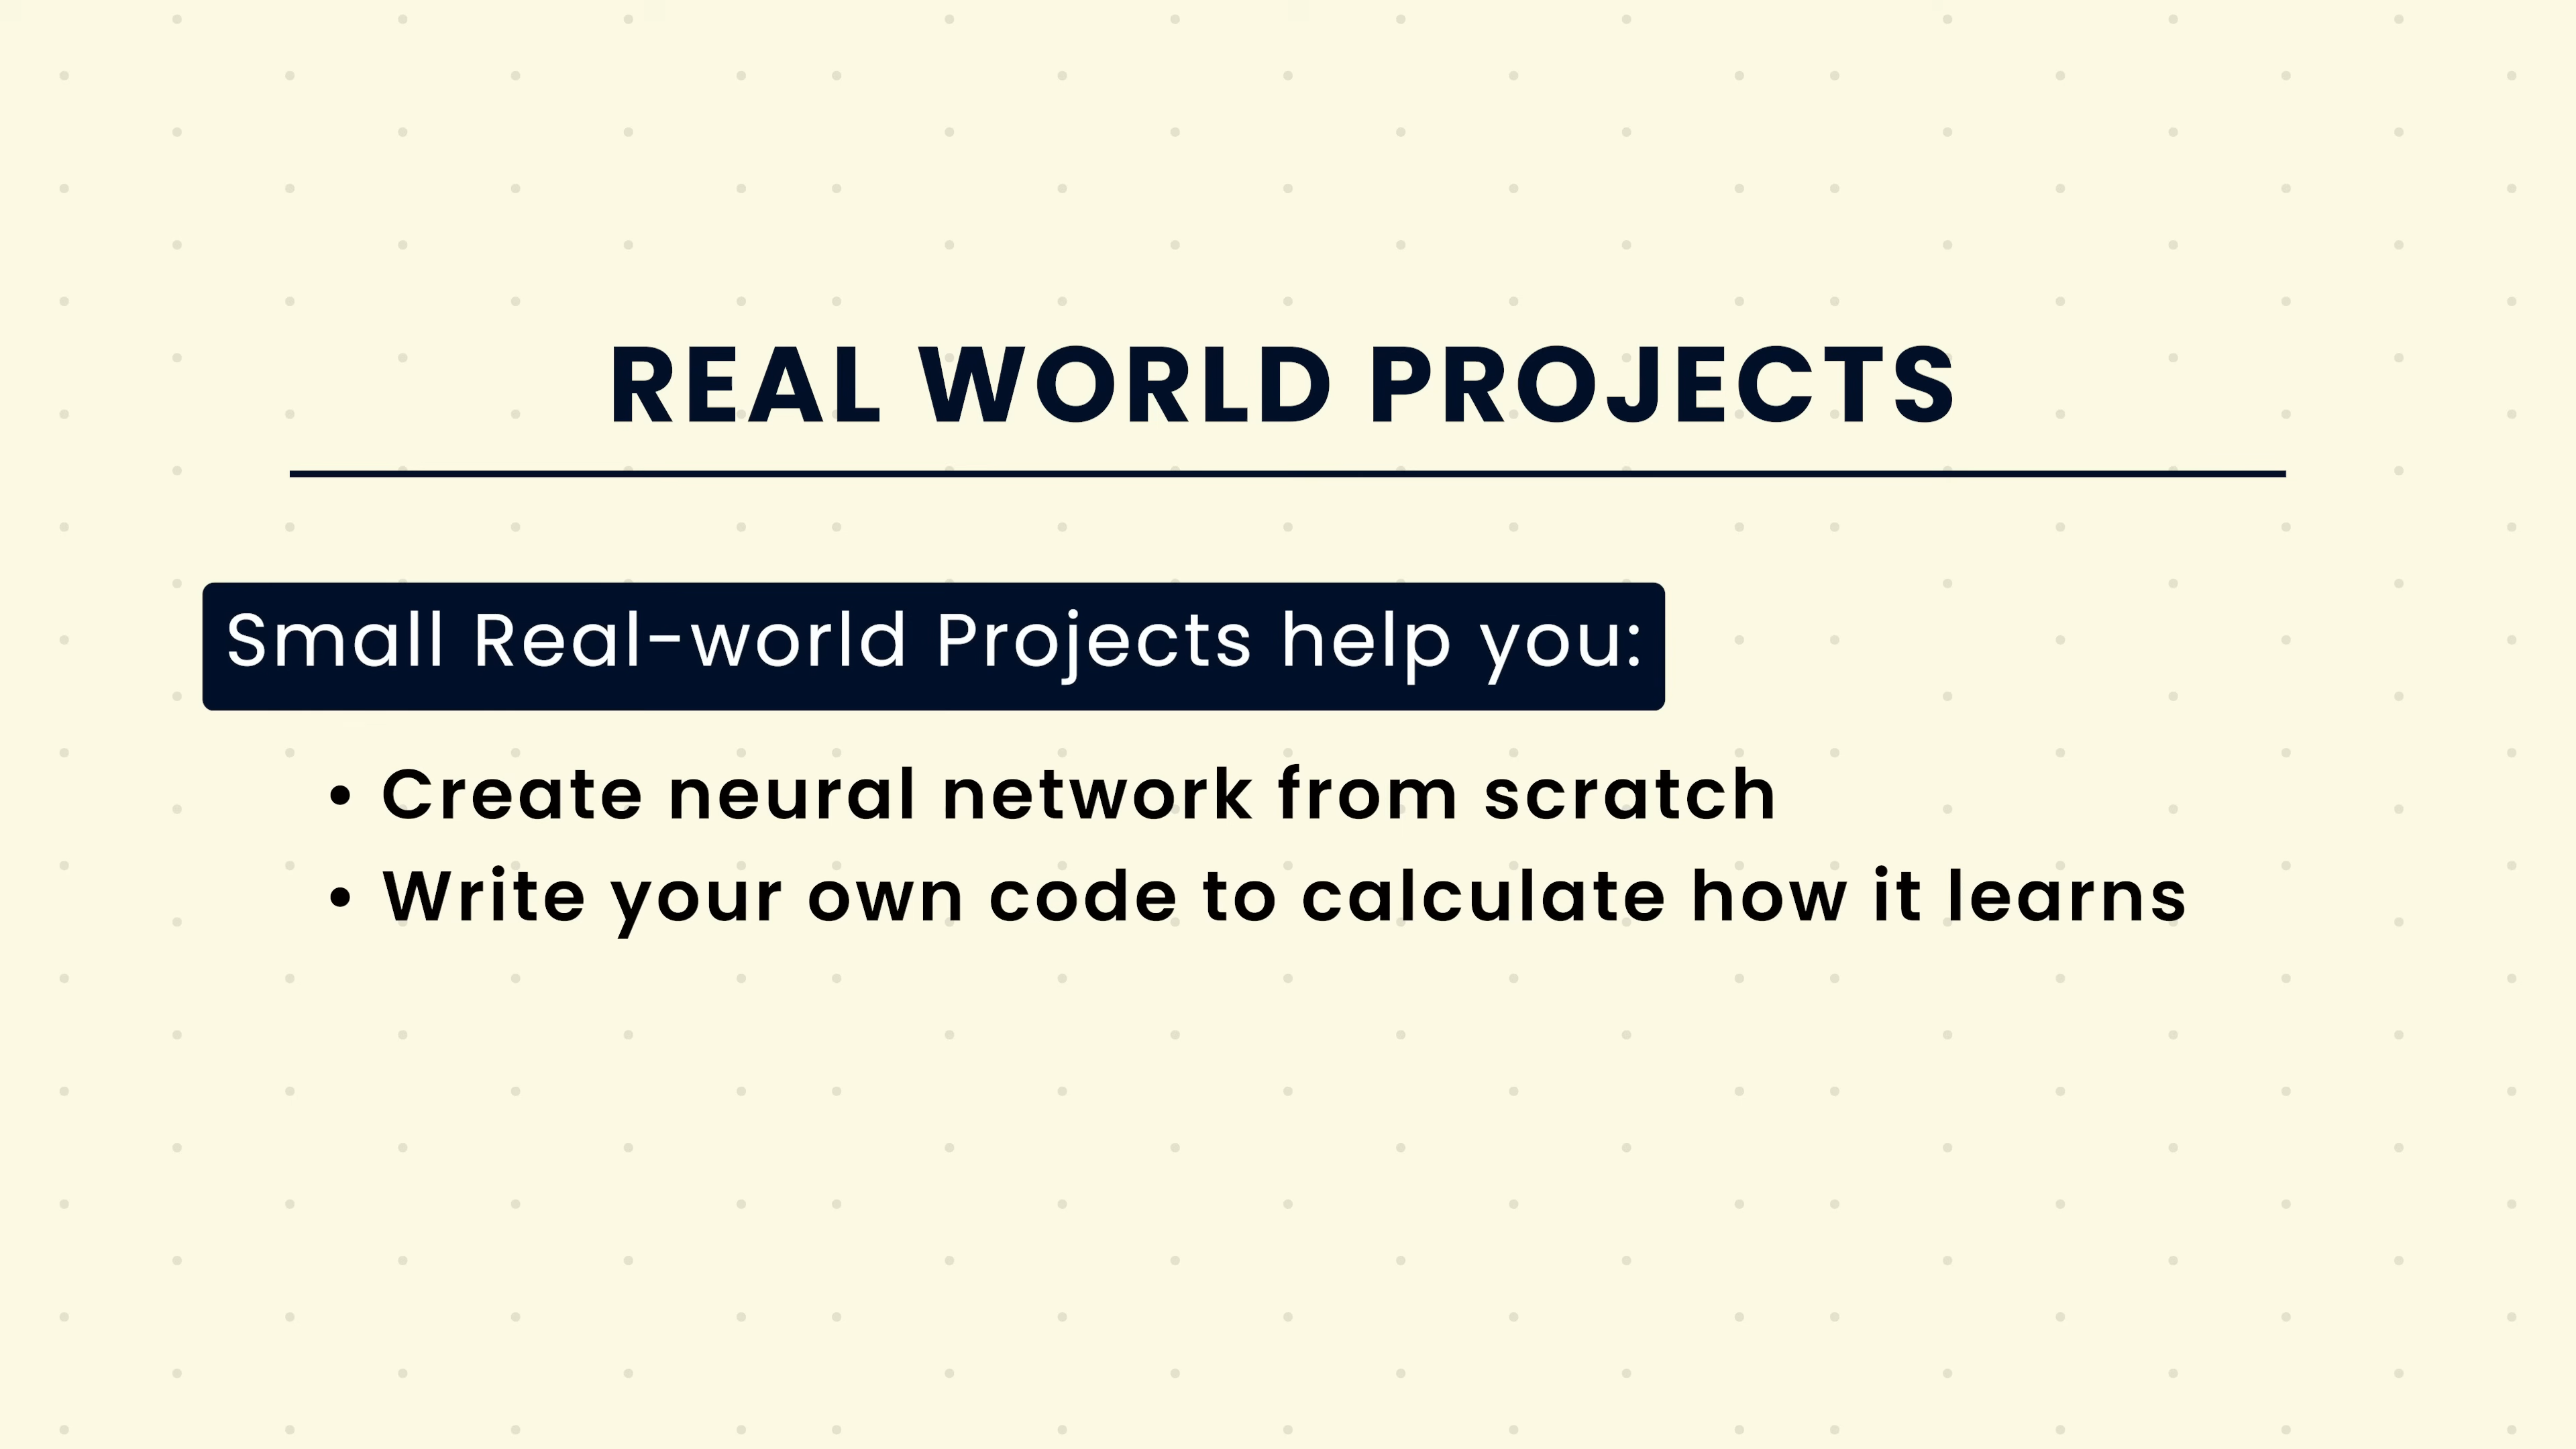 REAL WORLD PROJECTS
Small Real-world Projects help you:
• Create neural network from scratch
• Write your own code to calculate how it learns